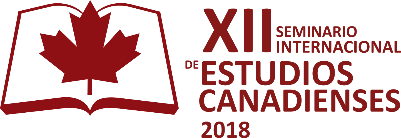 XII SEMINARIO
INTERNACIONAL
DE ESTUDIOS
CANADIENSES
2018